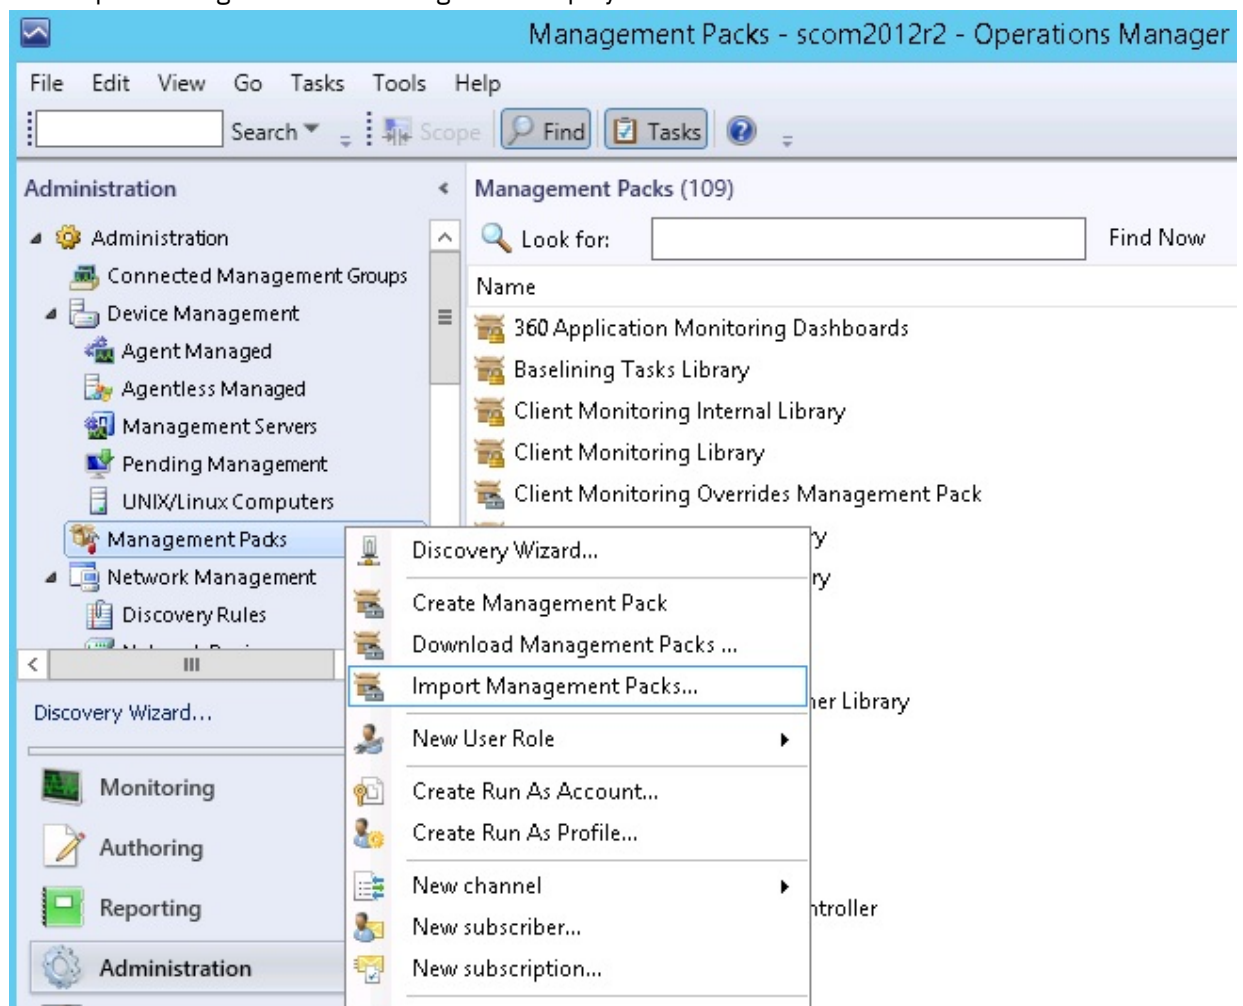 Management Packs - scom2012r2 - Operations Manager
File Edit View Go Tasks Tools Help
Search Scope Find Tasks
Administration
Administration
Connected Management Groups
Device Management
Agent Managed
Agentless Managed
Management Servers
Pending Management
UNIX/Linux Computers
Management Packs
Network Management
Discovery Rules
Discovery Wizard...
Monitoring
Authoring
Reporting
Administration
Management Packs (109)
Look for: Find Now
Name
360 Application Monitoring Dashboards
Baselining Tasks Library
Client Monitoring Internal Library
Client Monitoring Library
Client Monitoring Overrides Management Pack
Library
Discovery Wizard...
Create Management Pack
Download Management Packs ...
Import Management Packs...
New User Role
Create Run As Account...
Create Run As Profile...
New channel
New subscriber...
New subscription...